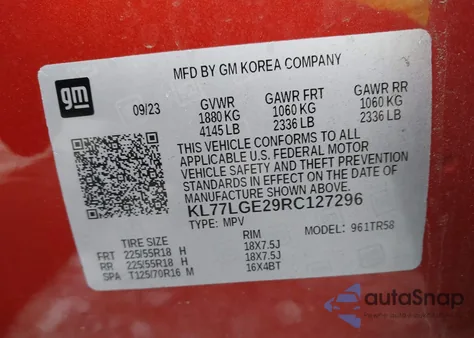 MFD BY GM KOREA COMPANY
gm
09/23 GVWR GAWR FRT GAWR RR
1880 KG 1060 KG 1060 KG
4145 LB 2336 LB 2336 LB
THIS VEHICLE CONFORMS TO ALL
APPLICABLE U.S. FEDERAL MOTOR
VEHICLE SAFETY AND THEFT PREVENTION
STANDARDS IN EFFECT ON THE DATE OF
MANUFACTURE SHOWN ABOVE.
KL77LGE29RC127296
TYPE: MPV MODEL: 961TR58
TIRE SIZE RIM
FRT 225/55R18 H 18X7.5J
RR 225/55R18 H 18X7.5J
SPA T125/70R16 M 16X4BT
autoSnap